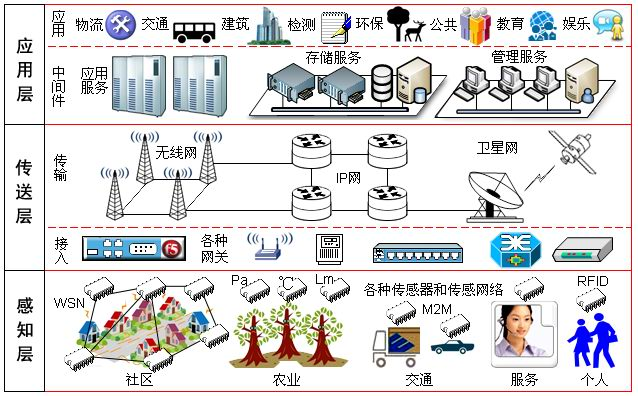 应用层
应用
物流
交通
建筑
检测
环保
公共
教育
娱乐
中间件
应用服务
存储服务
管理服务
传送层
传输
无线网
IP网
卫星网
接入
各种网关
f5
感知层
WSN
Pa
℃
Lm
各种传感器和传感网络
M2M
RFID
社区
农业
交通
服务
个人